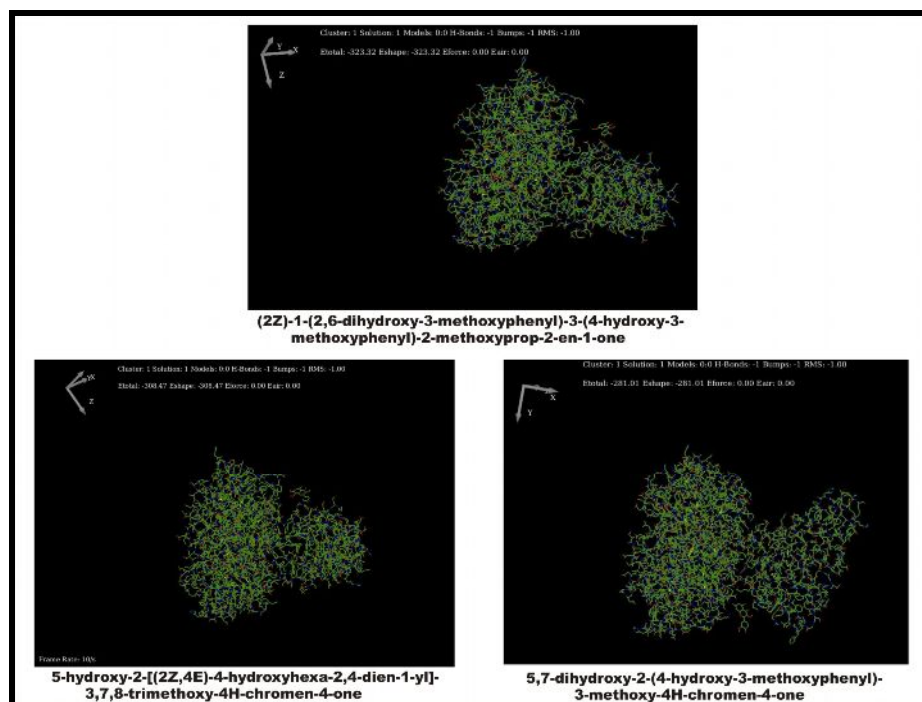 Cluster: 1 Solution: 1 Models: 0:0 H-Bonds: -1 Bumps: -1 RMS: -1.00
Etotal: -323.32 Eshape: -323.32 Eforce: 0.00 Eair: 0.00
Y
X
Z
(2Z)-1-(2,6-dihydroxy-3-methoxyphenyl)-3-(4-hydroxy-3-
methoxyphenyl)-2-methoxyprop-2-en-1-one
Cluster: 1 Solution: 1 Models: 0:0 H-Bonds: -1 Bumps: -1 RMS: -1.00
Etotal: -308.47 Eshape: -308.47 Eforce: 0.00 Eair: 0.00
YX
Z
Frame Rate: 10/s
5-hydroxy-2-[(2Z,4E)-4-hydroxyhexa-2,4-dien-1-yl]-
3,7,8-trimethoxy-4H-chromen-4-one
Cluster: 1 Solution: 1 Models: 0:0 H-Bonds: -1 Bumps: -1 RMS: -1.00
Etotal: -281.01 Eshape: -281.01 Eforce: 0.00 Eair: 0.00
X
Y
5,7-dihydroxy-2-(4-hydroxy-3-methoxyphenyl)-
3-methoxy-4H-chromen-4-one